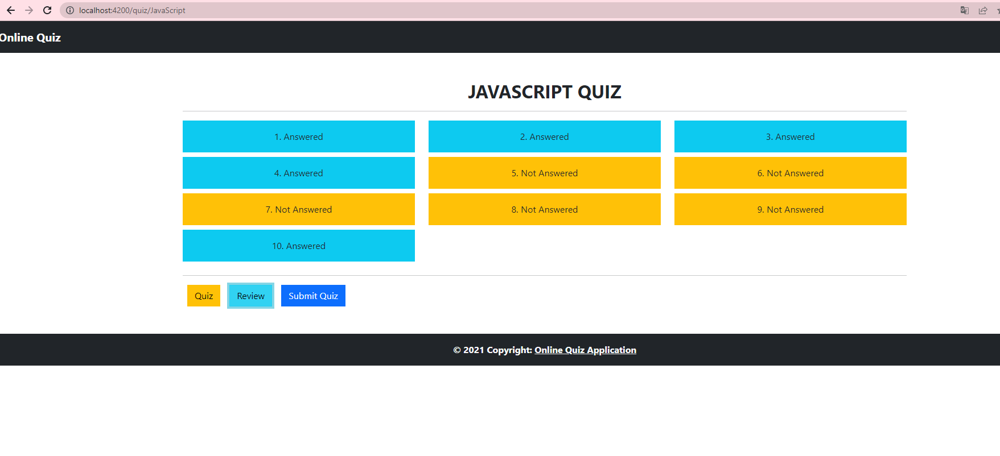 localhost:4200/quiz/JavaScript
Online Quiz
JAVASCRIPT QUIZ
1. Answered
2. Answered
3. Answered
4. Answered
5. Not Answered
6. Not Answered
7. Not Answered
8. Not Answered
9. Not Answered
10. Answered
Quiz
Review
Submit Quiz
© 2021 Copyright: Online Quiz Application